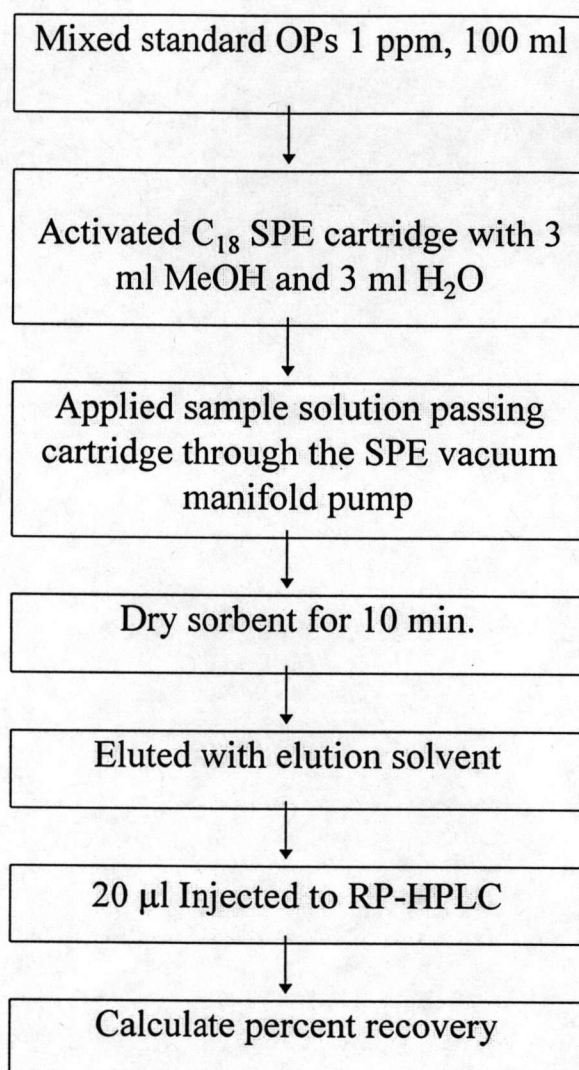 Mixed standard OPs 1 ppm, 100 ml
Activated C₁₈ SPE cartridge with 3
ml MeOH and 3 ml H₂O
Applied sample solution passing
cartridge through the SPE vacuum
manifold pump
Dry sorbent for 10 min.
Eluted with elution solvent
20 µl Injected to RP-HPLC
Calculate percent recovery